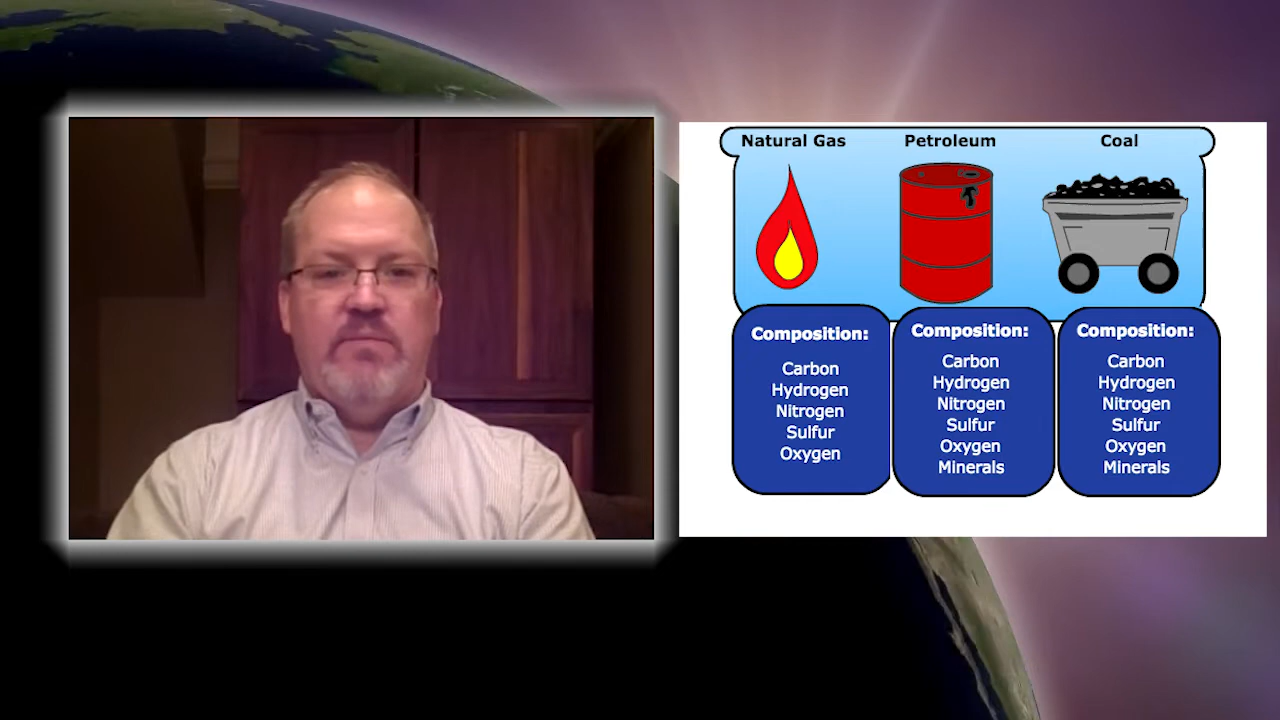 Natural Gas
Petroleum
Coal
Composition:
Carbon
Hydrogen
Nitrogen
Sulfur
Oxygen
Composition:
Carbon
Hydrogen
Nitrogen
Sulfur
Oxygen
Minerals
Composition:
Carbon
Hydrogen
Nitrogen
Sulfur
Oxygen
Minerals